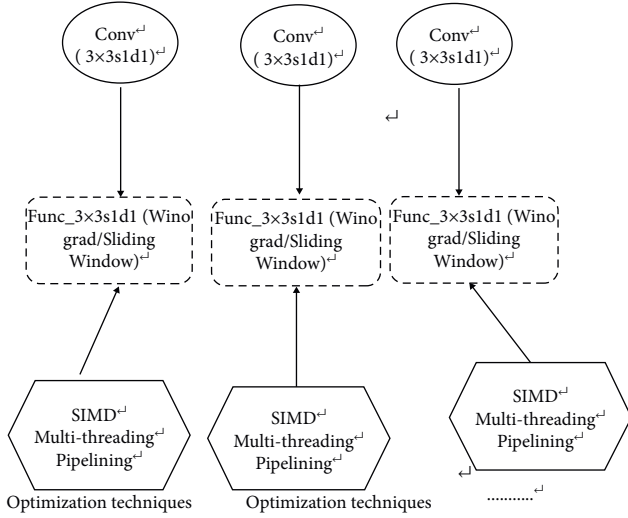 Conv↵
( 3×3s1d1)↵
Conv↵
( 3×3s1d1)↵
Conv↵
( 3×3s1d1)↵
↵
Func_3×3s1d1 (Wino
grad/Sliding
Window)↵
Func_3×3s1d1 (Wino
grad/Sliding
Window)↵
Func_3×3s1d1 (Wino
grad/Sliding
Window)↵
SIMD↵
Multi-threading↵
Pipelining↵
Optimization techniques
SIMD↵
Multi-threading↵
Pipelining↵
Optimization techniques
SIMD↵
Multi-threading↵
Pipelining↵
↵
...........↵